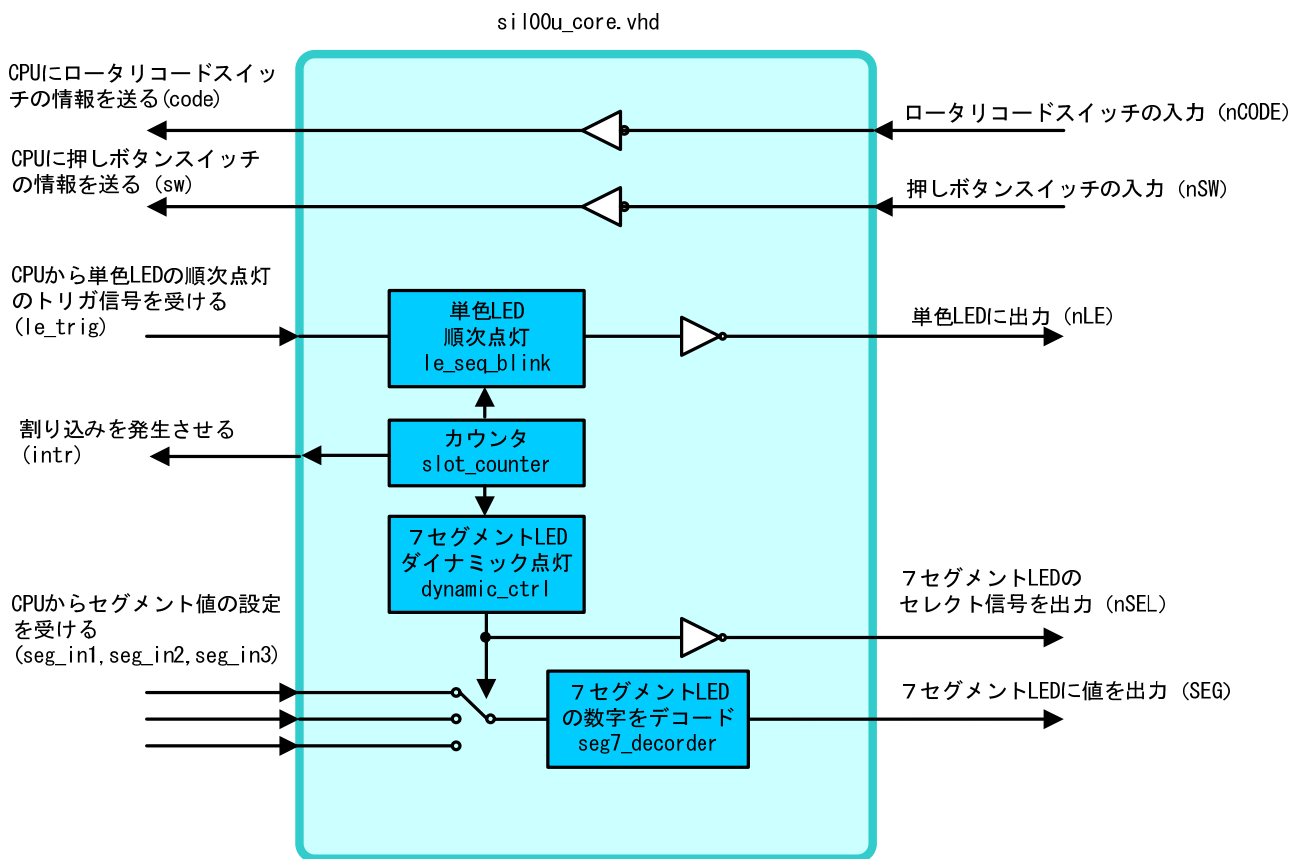 sil00u_core.vhd
CPUにロータリコードスイッ
チの情報を送る(code)
ロータリコードスイッチの入力 (nCODE)
CPUに押しボタンスイッチ
の情報を送る (sw)
押しボタンスイッチの入力 (nSW)
CPUから単色LEDの順次点灯
のトリガ信号を受ける
(le_trig)
単色LED
順次点灯
le_seq_blink
単色LEDに出力 (nLE)
割り込みを発生させる
(intr)
カウンタ
slot_counter
7セグメントLED
ダイナミック点灯
dynamic_ctrl
7セグメントLEDの
セレクト信号を出力 (nSEL)
CPUからセグメント値の設定
を受ける
(seg_in1,seg_in2,seg_in3)
7セグメントLED
の数字をデコード
seg7_decorder
7セグメントLEDに値を出力 (SEG)